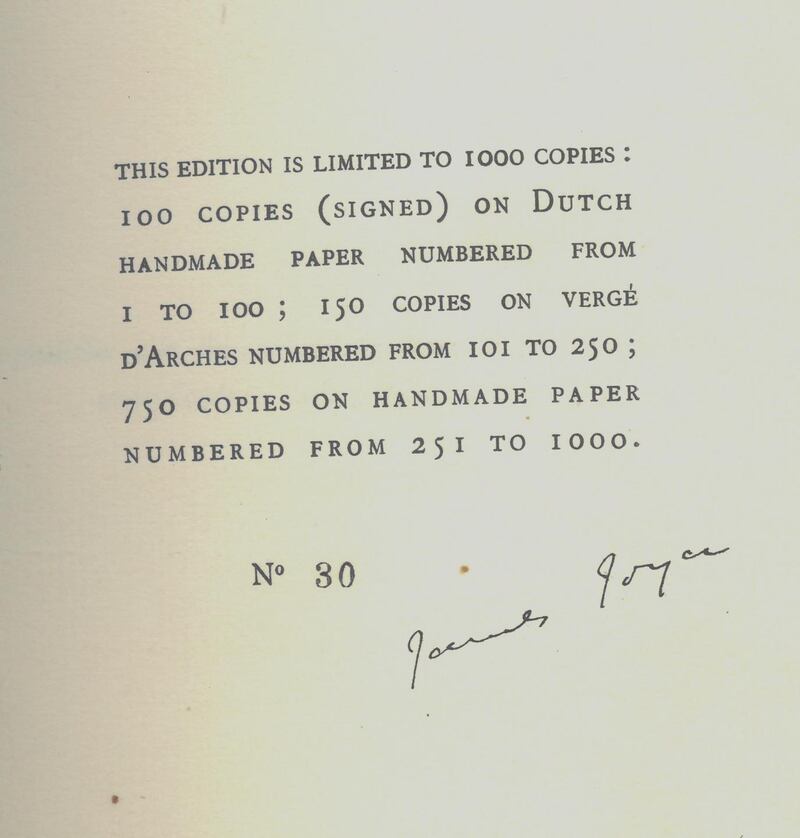 THIS EDITION IS LIMITED TO 1000 COPIES :
100 COPIES (SIGNED) ON DUTCH
HANDMADE PAPER NUMBERED FROM
1 TO 100 ; 150 COPIES ON VERGÉ
D'ARCHES NUMBERED FROM 101 TO 250 ;
750 COPIES ON HANDMADE PAPER
NUMBERED FROM 251 TO 1000.
Nº 30
James Joyce